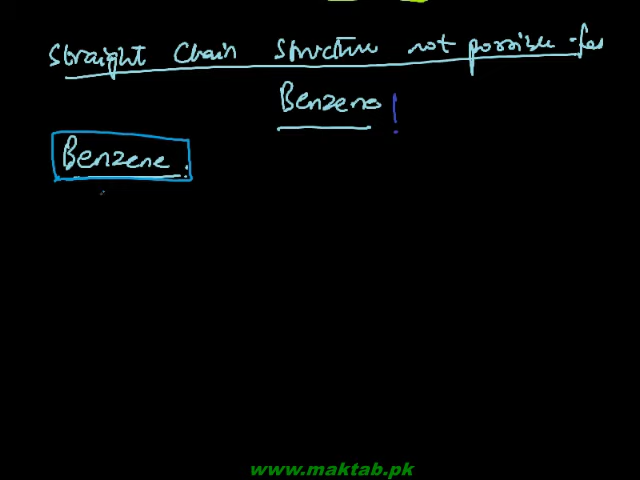 Straight Chain Structure not possible for
Benzene!
Benzene.
www.maktab.pk